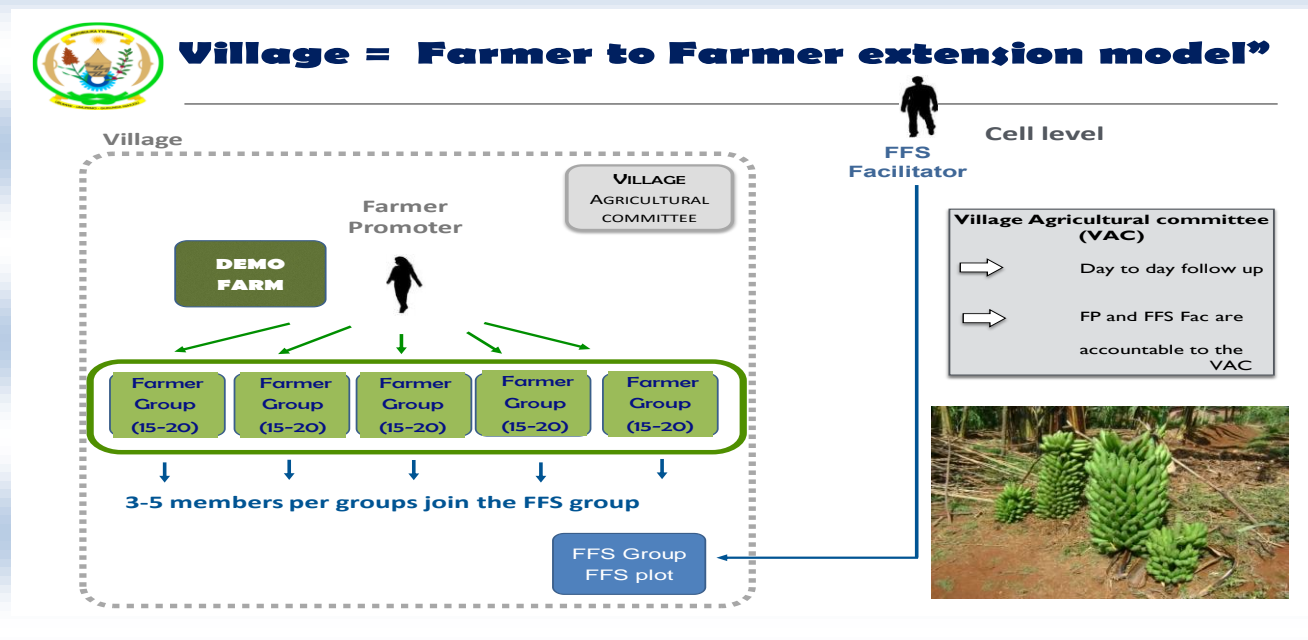 Village = Farmer to Farmer extension model”
Cell level
FFS
Facilitator
Village
VILLAGE
AGRICULTURAL
COMMITTEE
Farmer
Promoter
DEMO
FARM
Farmer
Group
(15-20)
Farmer
Group
(15-20)
Farmer
Group
(15-20)
Farmer
Group
(15-20)
Farmer
Group
(15-20)
3-5 members per groups join the FFS group
FFS Group
FFS plot
Village Agricultural committee
(VAC)
Day to day follow up
FP and FFS Fac are
accountable to the
VAC